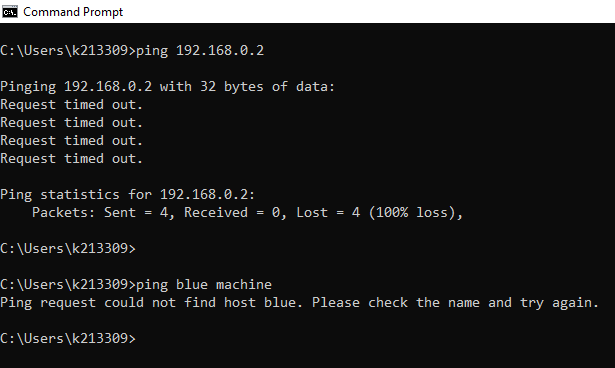 Command Prompt
C:\Users\k213309>ping 192.168.0.2
Pinging 192.168.0.2 with 32 bytes of data:
Request timed out.
Request timed out.
Request timed out.
Request timed out.
Ping statistics for 192.168.0.2:
    Packets: Sent = 4, Received = 0, Lost = 4 (100% loss),
C:\Users\k213309>
C:\Users\k213309>ping blue machine
Ping request could not find host blue. Please check the name and try again.
C:\Users\k213309>